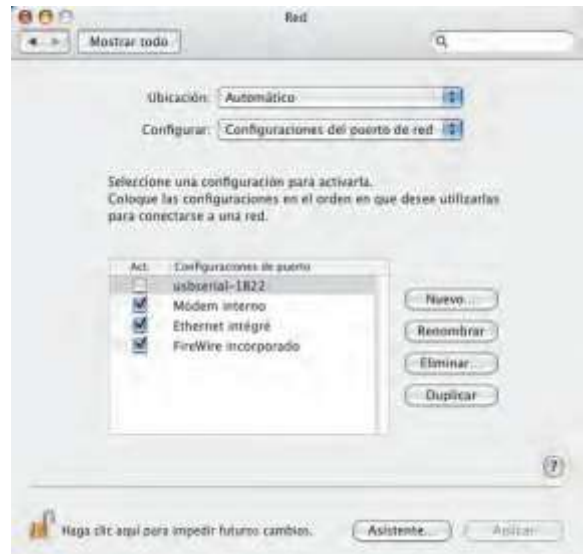 Red
Mostrar todo
Ubicación: Automático
Configurar: Configuraciones del puerto de red
Seleccione una configuración para activarla.
Coloque las configuraciones en el orden en que desee utilizarlas
para conectarse a una red.
Act. Configuraciones de puerto
usbserial-1822
Módem interno
Ethernet intégré
FireWire incorporado
Nuevo...
Renombrar
Eliminar...
Duplicar
?
Haga clic aquí para impedir futuros cambios.
Asistente...
Aplicar